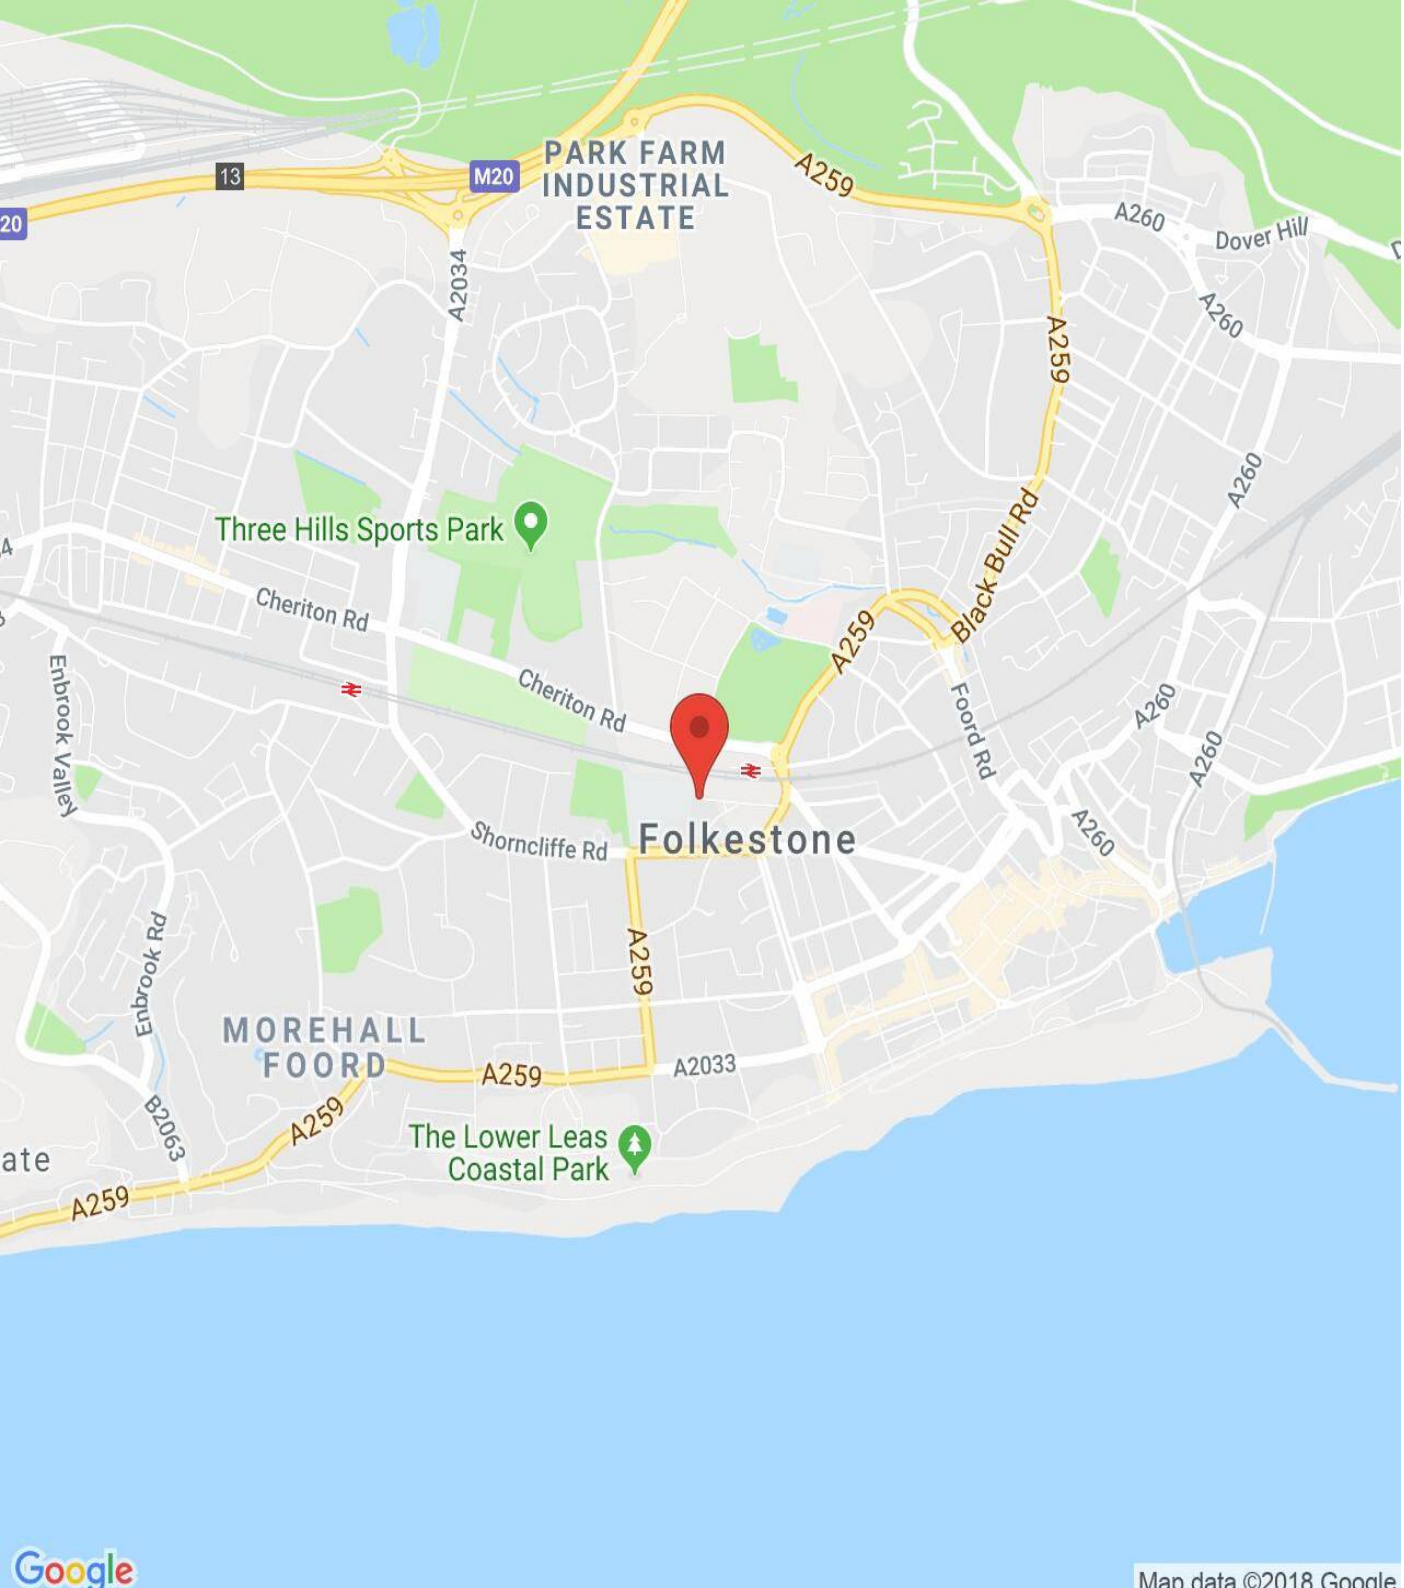 PARK FARM
INDUSTRIAL
ESTATE
13
M20
20
A259
A260
Dover Hill
A2034
A260
A259
A260
Three Hills Sports Park
Black Bull Rd
Cheriton Rd
A259
Enbrook Valley
Cheriton Rd
Foord Rd
A260
A260
Shorncliffe Rd
Folkestone
A260
Enbrook Rd
A259
MOREHALL
FOORD
A259
A2033
A259
B2063
The Lower Leas
Coastal Park
ate
A259
Google
Map data ©2018 Google